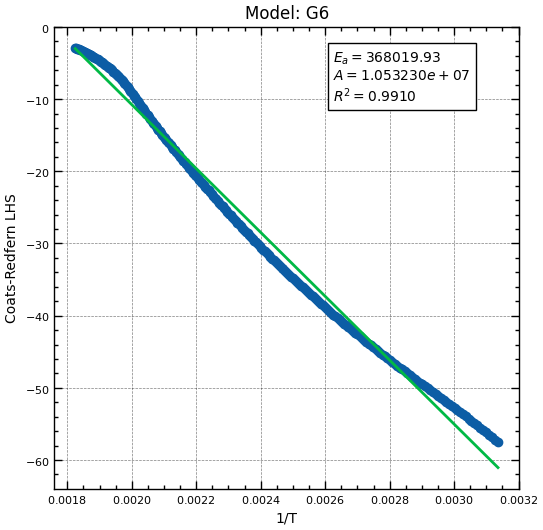 Model: G6
E_a = 368019.93
A = 1.053230e + 07
R^2 = 0.9910
Coats-Redfern LHS
0
−10
−20
−30
−40
−50
−60
0.0018 0.0020 0.0022 0.0024 0.0026 0.0028 0.0030 0.0032
1/T